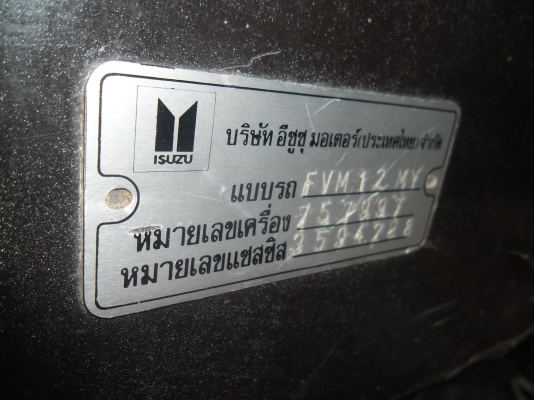 ISUZU
บริษัท อีซูซุ มอเตอร์(ประเทศไทย)จำกัด
แบบรถ FVM12MY
หมายเลขเครื่อง
หมายเลขแชสซิส